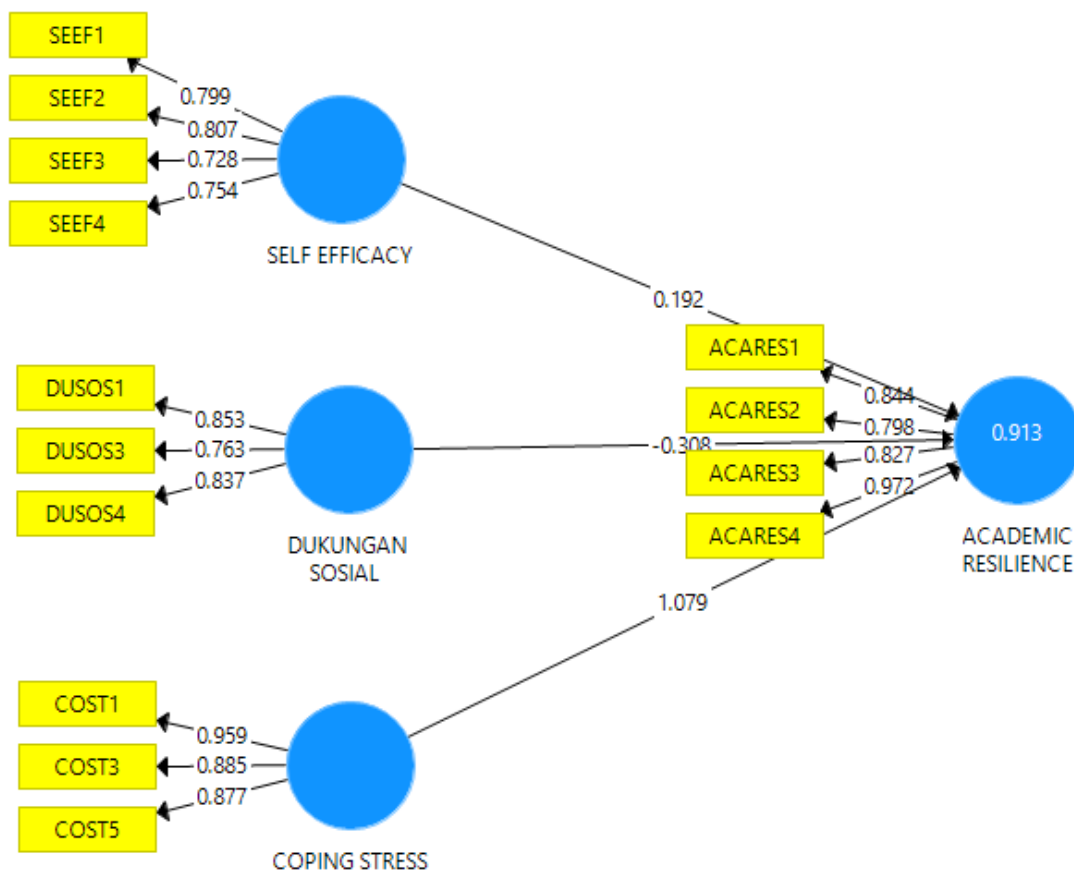 SEEF1
SEEF2
SEEF3
SEEF4
0.799
0.807
0.728
0.754
SELF EFFICACY
0.192
DUSOS1
DUSOS3
DUSOS4
0.853
0.763
0.837
DUKUNGAN
SOSIAL
-0.308
COST1
COST3
COST5
0.959
0.885
0.877
COPING STRESS
1.079
ACARES1
ACARES2
ACARES3
ACARES4
0.844
0.798
0.827
0.972
0.913
ACADEMIC
RESILIENCE